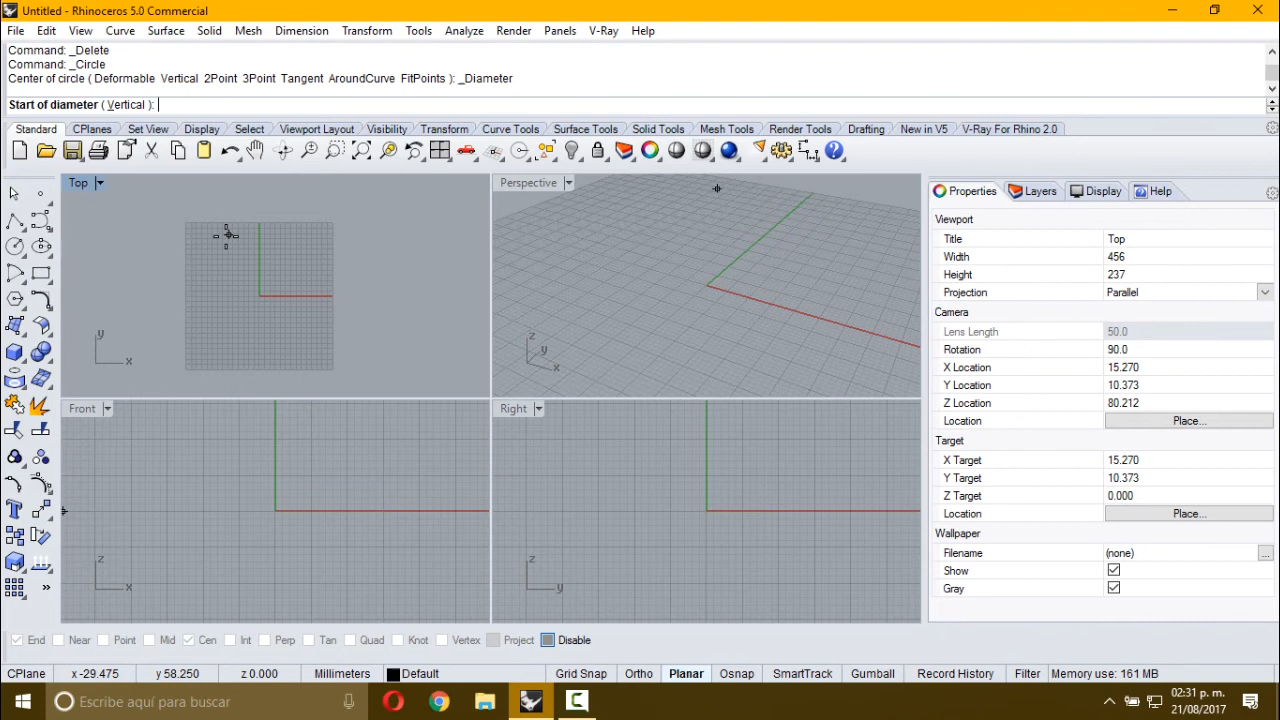 Untitled - Rhinoceros 5.0 Commercial
File Edit View Curve Surface Solid Mesh Dimension Transform Tools Analyze Render Panels V-Ray Help
Command: _Delete
Command: _Circle
Center of circle ( Deformable Vertical 2Point 3Point Tangent AroundCurve FitPoints ): _Diameter
Start of diameter ( Vertical ):
Standard CPlanes Set View Display Select Viewport Layout Visibility Transform Curve Tools Surface Tools Solid Tools Mesh Tools Render Tools Drafting New in V5 V-Ray For Rhino 2.0
Top
Perspective
Properties Layers Display Help
Viewport
Title Top
Width 456
Height 237
Projection Parallel
Camera
Lens Length 50.0
Rotation 90.0
X Location 15.270
Y Location 10.373
Z Location 80.212
Location Place...
Target
X Target 15.270
Y Target 10.373
Z Target 0.000
Location Place...
Wallpaper
Filename (none) ...
Show
Gray
y
x
z
y
x
Front
Right
z
x
z
y
End Near Point Mid Cen Int Perp Tan Quad Knot Vertex Project Disable
CPlane x -29.475 y 58.250 z 0.000 Millimeters Default Grid Snap Ortho Planar Osnap SmartTrack Gumball Record History Filter Memory use: 161 MB
Escribe aquí para buscar
02:31 p. m.
21/08/2017